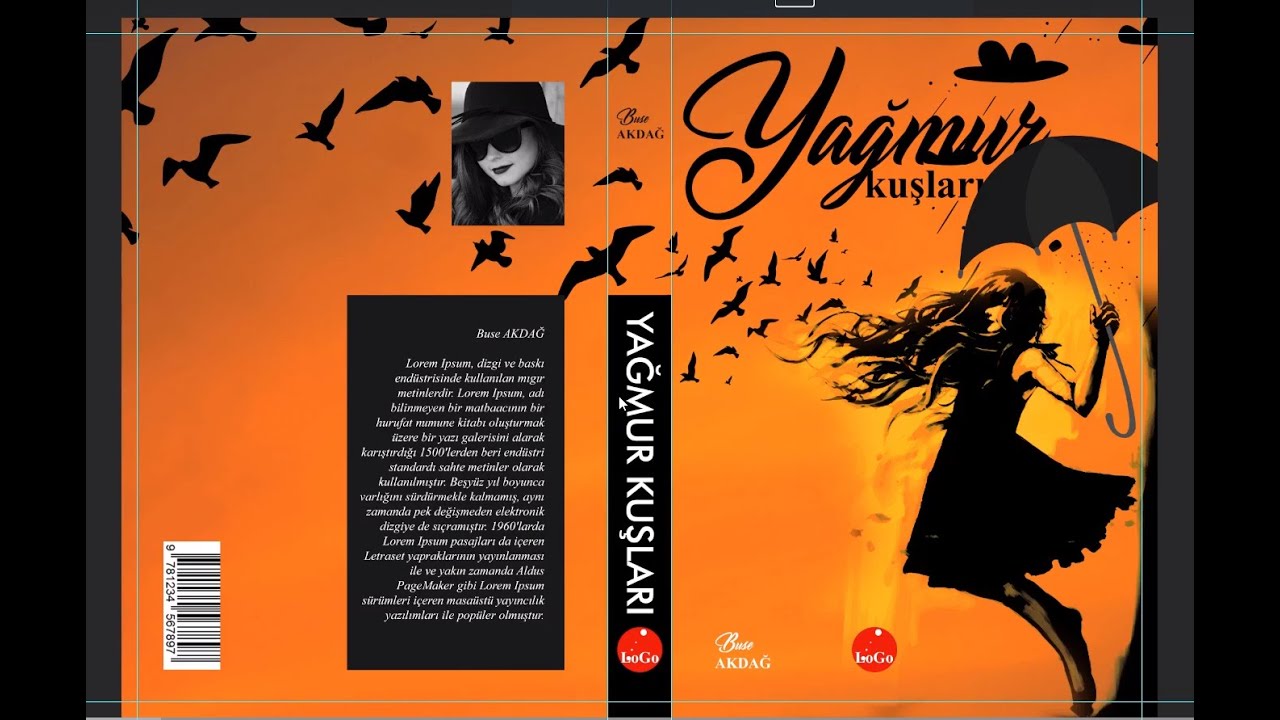 Buse AKDAĞ
Lorem Ipsum, dizgi ve baskı
endüstrisinde kullanılan mıgır
metinlerdir. Lorem Ipsum, adı
bilinmeyen bir matbaacının bir
hurufat numune kitabı oluşturmak
üzere bir yazı galerisini alarak
karıştırdığı 1500'lerden beri endüstri
standardı sahte metinler olarak
kullanılmıştır. Beşyüz yıl boyunca
varlığını sürdürmekle kalmamış, aynı
zamanda pek değişmeden elektronik
dizgiye de sıçramıştır. 1960'larda
Lorem Ipsum pasajları da içeren
Letraset yapraklarının yayınlanması
ile ve yakın zamanda Aldus
PageMaker gibi Lorem Ipsum
sürümleri içeren masaüstü yayıncılık
yazılımları ile popüler olmuştur.
9 781234 567897
Buse
AKDAĞ
YAĞMUR KUŞLARI
LoGo
Yağmur
kuşları
Buse
AKDAĞ
LoGo